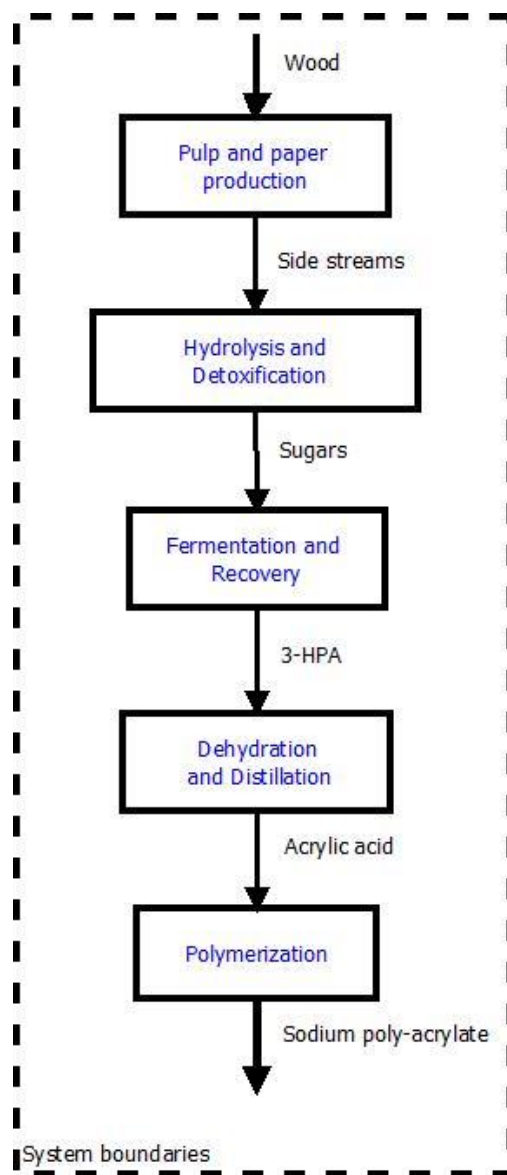 Wood
Pulp and paper
production
Side streams
Hydrolysis and
Detoxification
Sugars
Fermentation and
Recovery
3-HPA
Dehydration
and Distillation
Acrylic acid
Polymerization
Sodium poly-acrylate
System boundaries